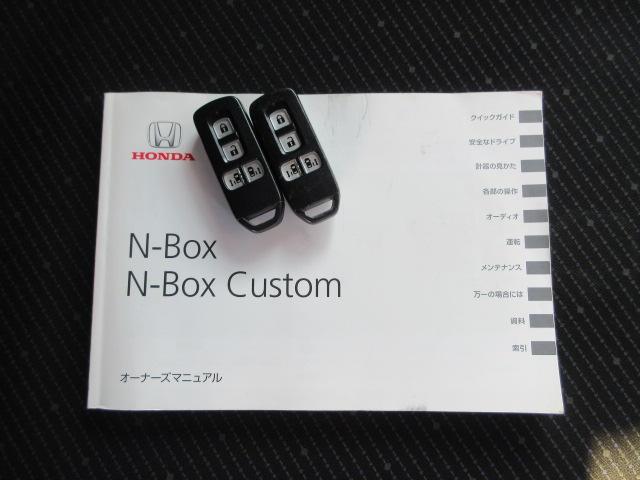 HONDA
N-Box
N-Box Custom
オーナーズマニュアル
クイックガイド
安全なドライブ
計器の見かた
各部の操作
オーディオ
運転
メンテナンス
万一の場合には
資料
索引